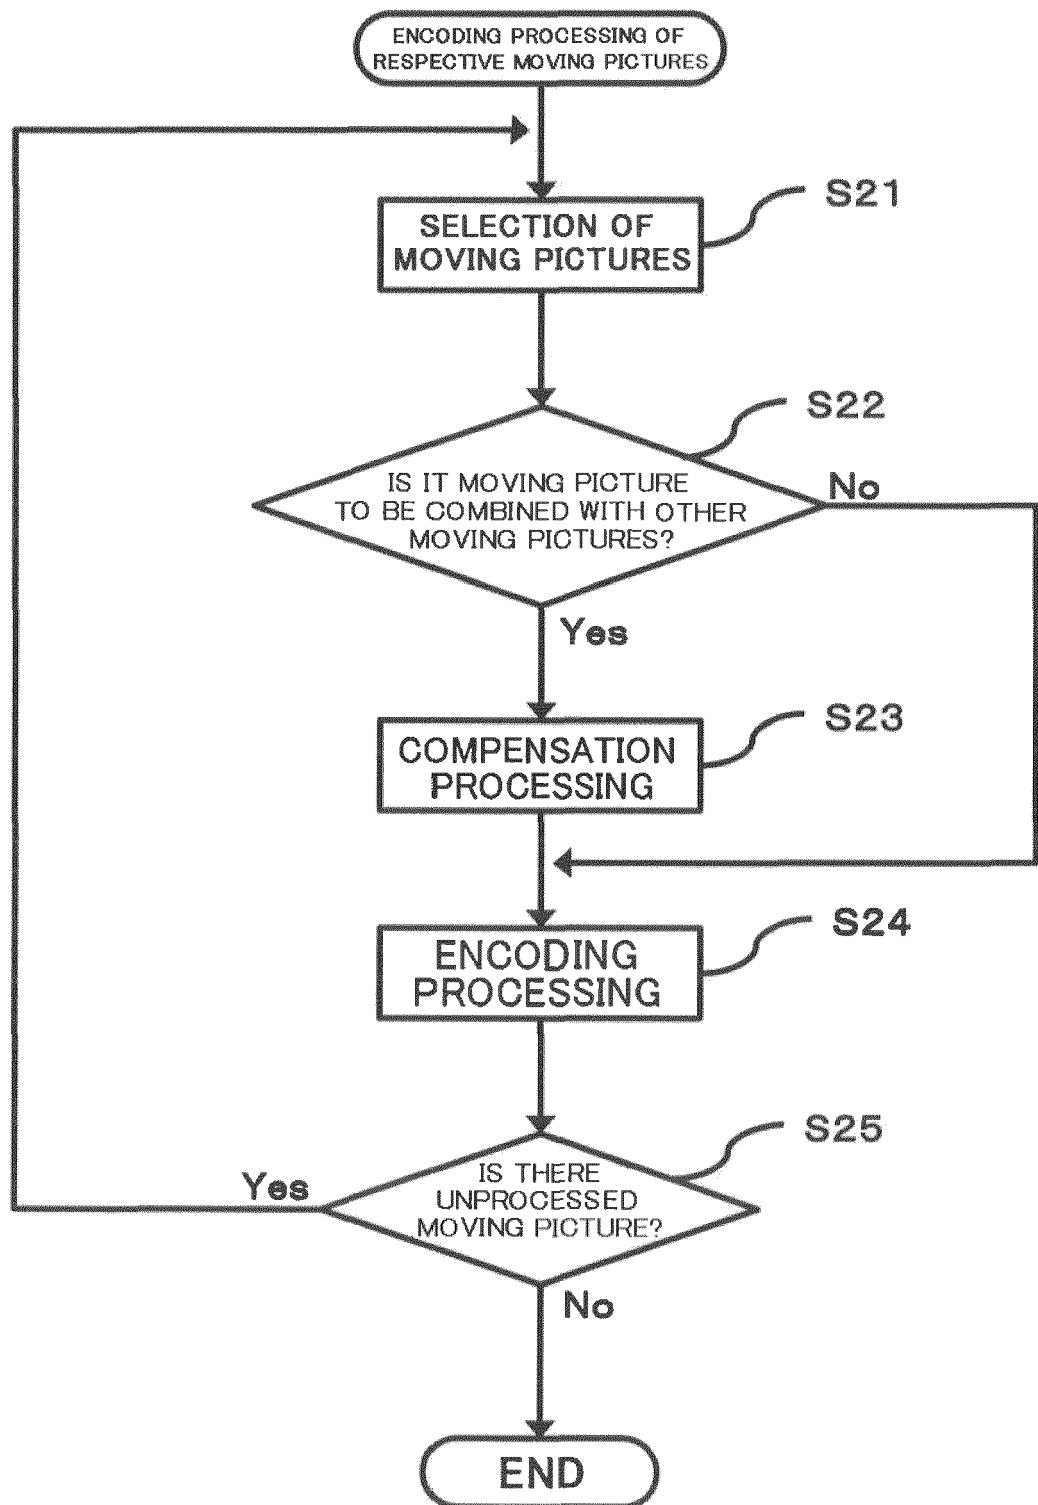 ENCODING PROCESSING OF
RESPECTIVE MOVING PICTURES
S21
SELECTION OF
MOVING PICTURES
S22
IS IT MOVING PICTURE
TO BE COMBINED WITH OTHER
MOVING PICTURES?
No
Yes
S23
COMPENSATION
PROCESSING
S24
ENCODING
PROCESSING
S25
IS THERE
UNPROCESSED
MOVING PICTURE?
Yes
No
END